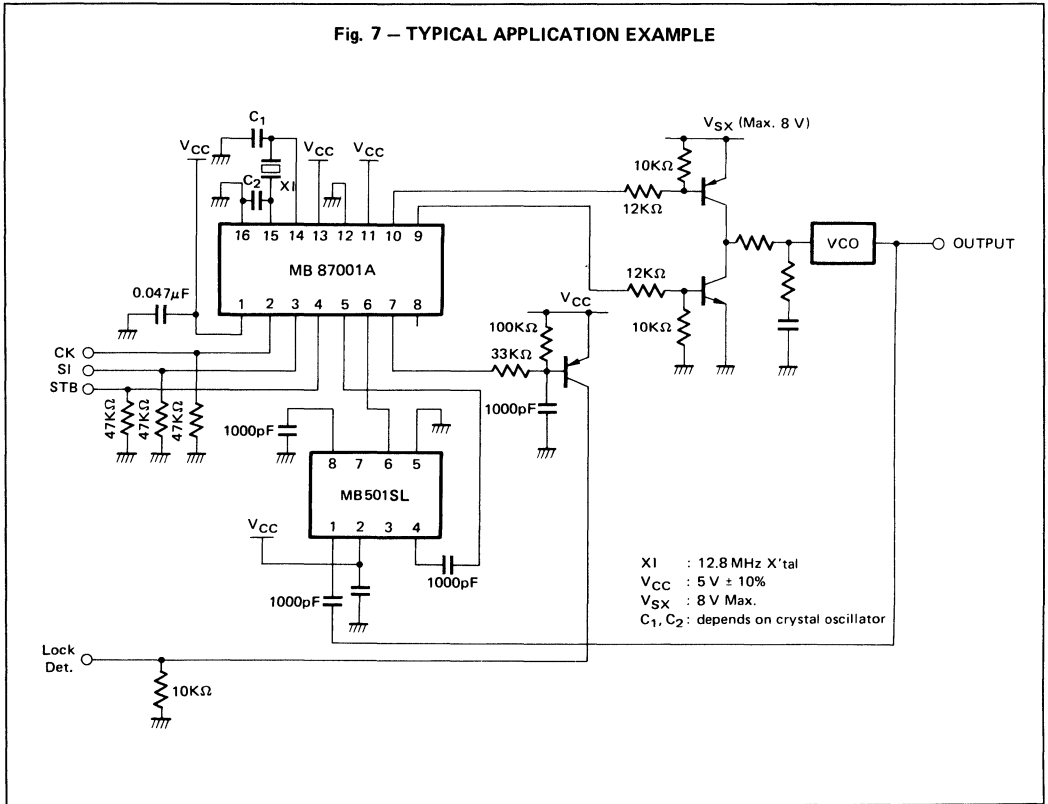 Fig. 7 — TYPICAL APPLICATION EXAMPLE
C1
VCC
VCC
VCC
VSX (Max. 8 V)
10KΩ
C2
XI
12KΩ
16 15 14 13 12 11 10 9
MB 87001A
1 2 3 4 5 6 7 8
VCO
OUTPUT
0.047μF
12KΩ
VCC
100KΩ
10KΩ
33KΩ
CK
SI
STB
47KΩ
47KΩ
47KΩ
1000pF
1000pF
8 7 6 5
MB501SL
1 2 3 4
VCC
1000pF
1000pF
XI : 12.8 MHz X'tal
VCC : 5 V ± 10%
VSX : 8 V Max.
C1, C2 : depends on crystal oscillator
Lock
Det.
10KΩ